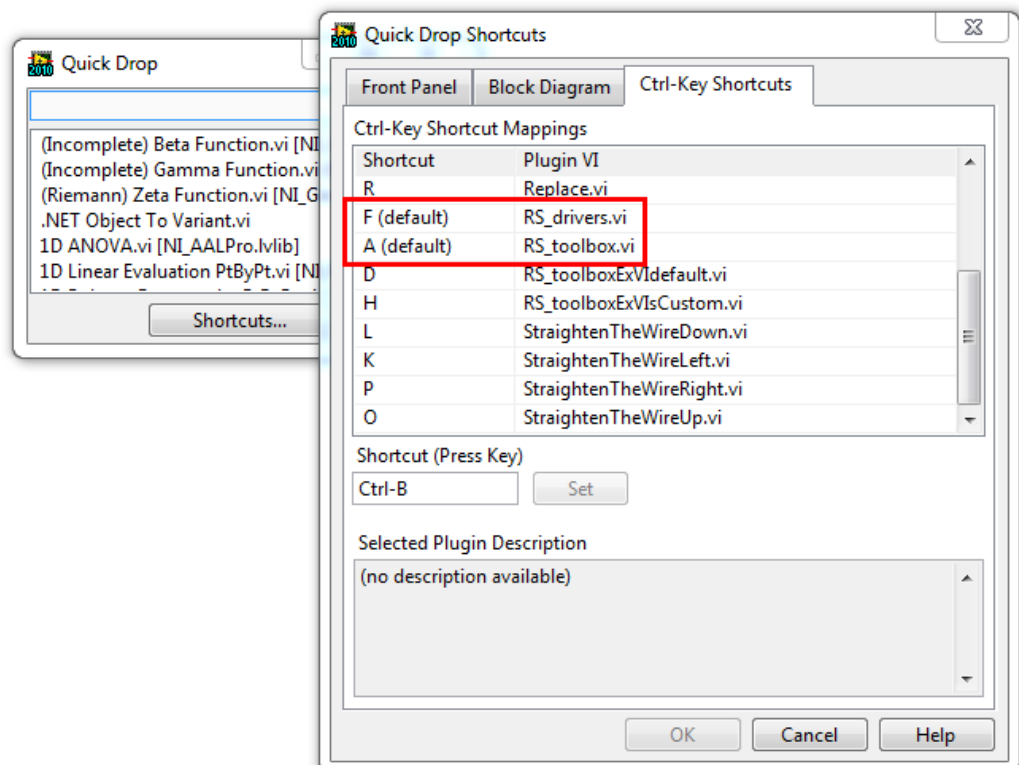 Quick Drop
2010
(Incomplete) Beta Function.vi [NI
(Incomplete) Gamma Function.vi
(Riemann) Zeta Function.vi [NI_G
.NET Object To Variant.vi
1D ANOVA.vi [NI_AALPro.lvlib]
1D Linear Evaluation PtByPt.vi [NI
Shortcuts...
Quick Drop Shortcuts
2010
Front Panel Block Diagram Ctrl-Key Shortcuts
Ctrl-Key Shortcut Mappings
Shortcut Plugin VI
R Replace.vi
F (default) RS_drivers.vi
A (default) RS_toolbox.vi
D RS_toolboxExVIdefault.vi
H RS_toolboxExVIsCustom.vi
L StraightenTheWireDown.vi
K StraightenTheWireLeft.vi
P StraightenTheWireRight.vi
O StraightenTheWireUp.vi
Shortcut (Press Key)
Ctrl-B Set
Selected Plugin Description
(no description available)
OK Cancel Help